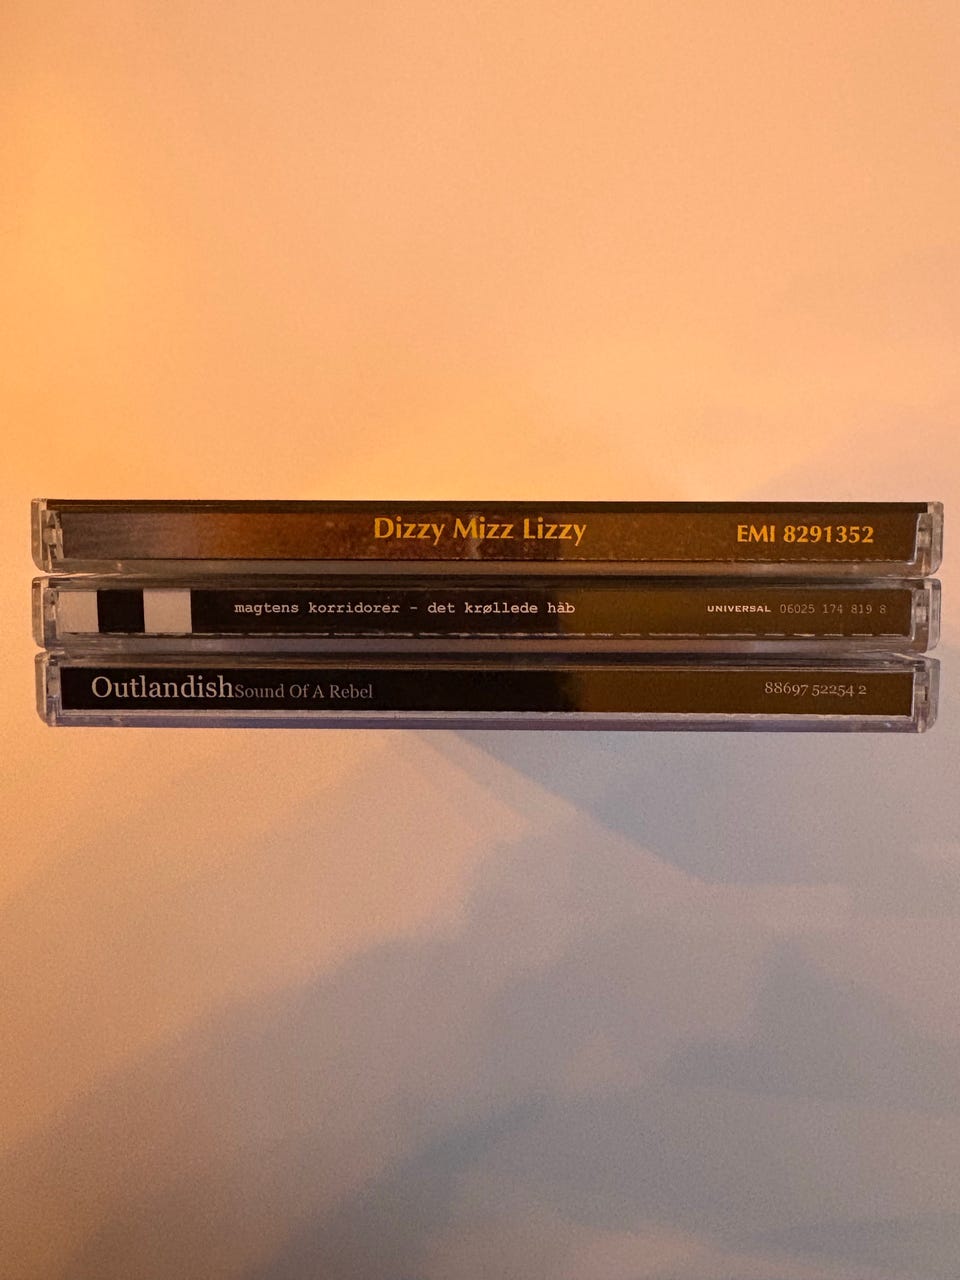 Dizzy Mizz Lizzy EMI 8291352
magtens korridorer - det krøllede håb UNIVERSAL 06025 174 819 8
Outlandish Sound Of A Rebel 88697 52254 2